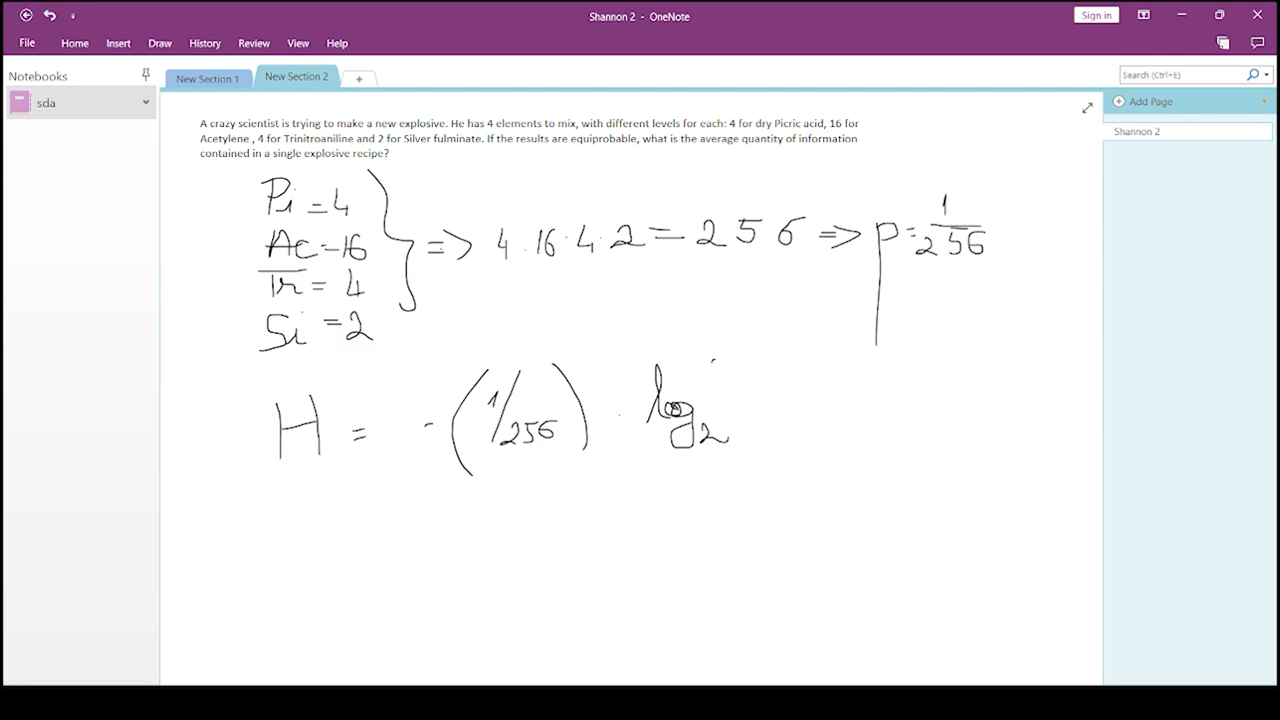 Shannon 2 - OneNote
Sign in
File Home Insert Draw History Review View Help
Notebooks
New Section 1
New Section 2
+
Search (Ctrl+E)
sda
Add Page
Shannon 2
A crazy scientist is trying to make a new explosive. He has 4 elements to mix, with different levels for each: 4 for dry Picric acid, 16 for
Acetylene , 4 for Trinitroaniline and 2 for Silver fulminate. If the results are equiprobable, what is the average quantity of information
contained in a single explosive recipe?
Pi = 4
Ac = 16
Tr = 4
Si = 2
=> 4 . 16 . 4 . 2 = 256 => p = 1/256
H = - (1/256) . log2